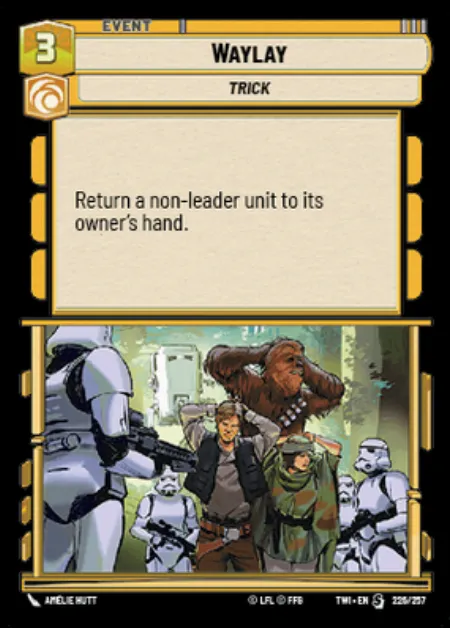 EVENT
3
WAYLAY
TRICK
Return a non-leader unit to its
owner's hand.
AMÉLIE HUTT
© LFL © FFG
TWI • EN
226/257